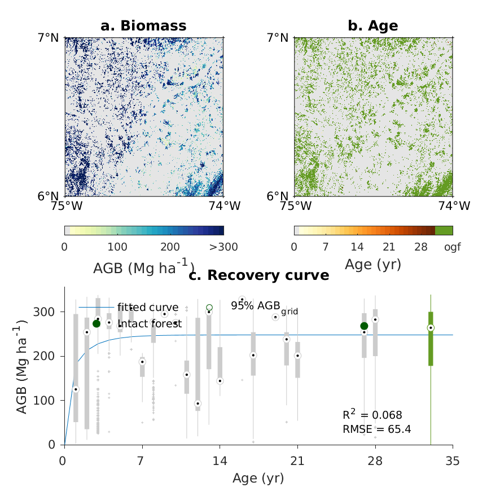 a. Biomass
b. Age
7°N
7°N
6°N
6°N
75°W
74°W
75°W
74°W
0
100
200
>300
0
7
14
21
28
ogf
AGB (Mg ha-1)
Age (yr)
c. Recovery curve
fitted curve
95% AGBgrid
Intact forest
AGB (Mg ha-1)
300
200
100
0
R2 = 0.068
RMSE = 65.4
0
7
14
21
28
35
Age (yr)